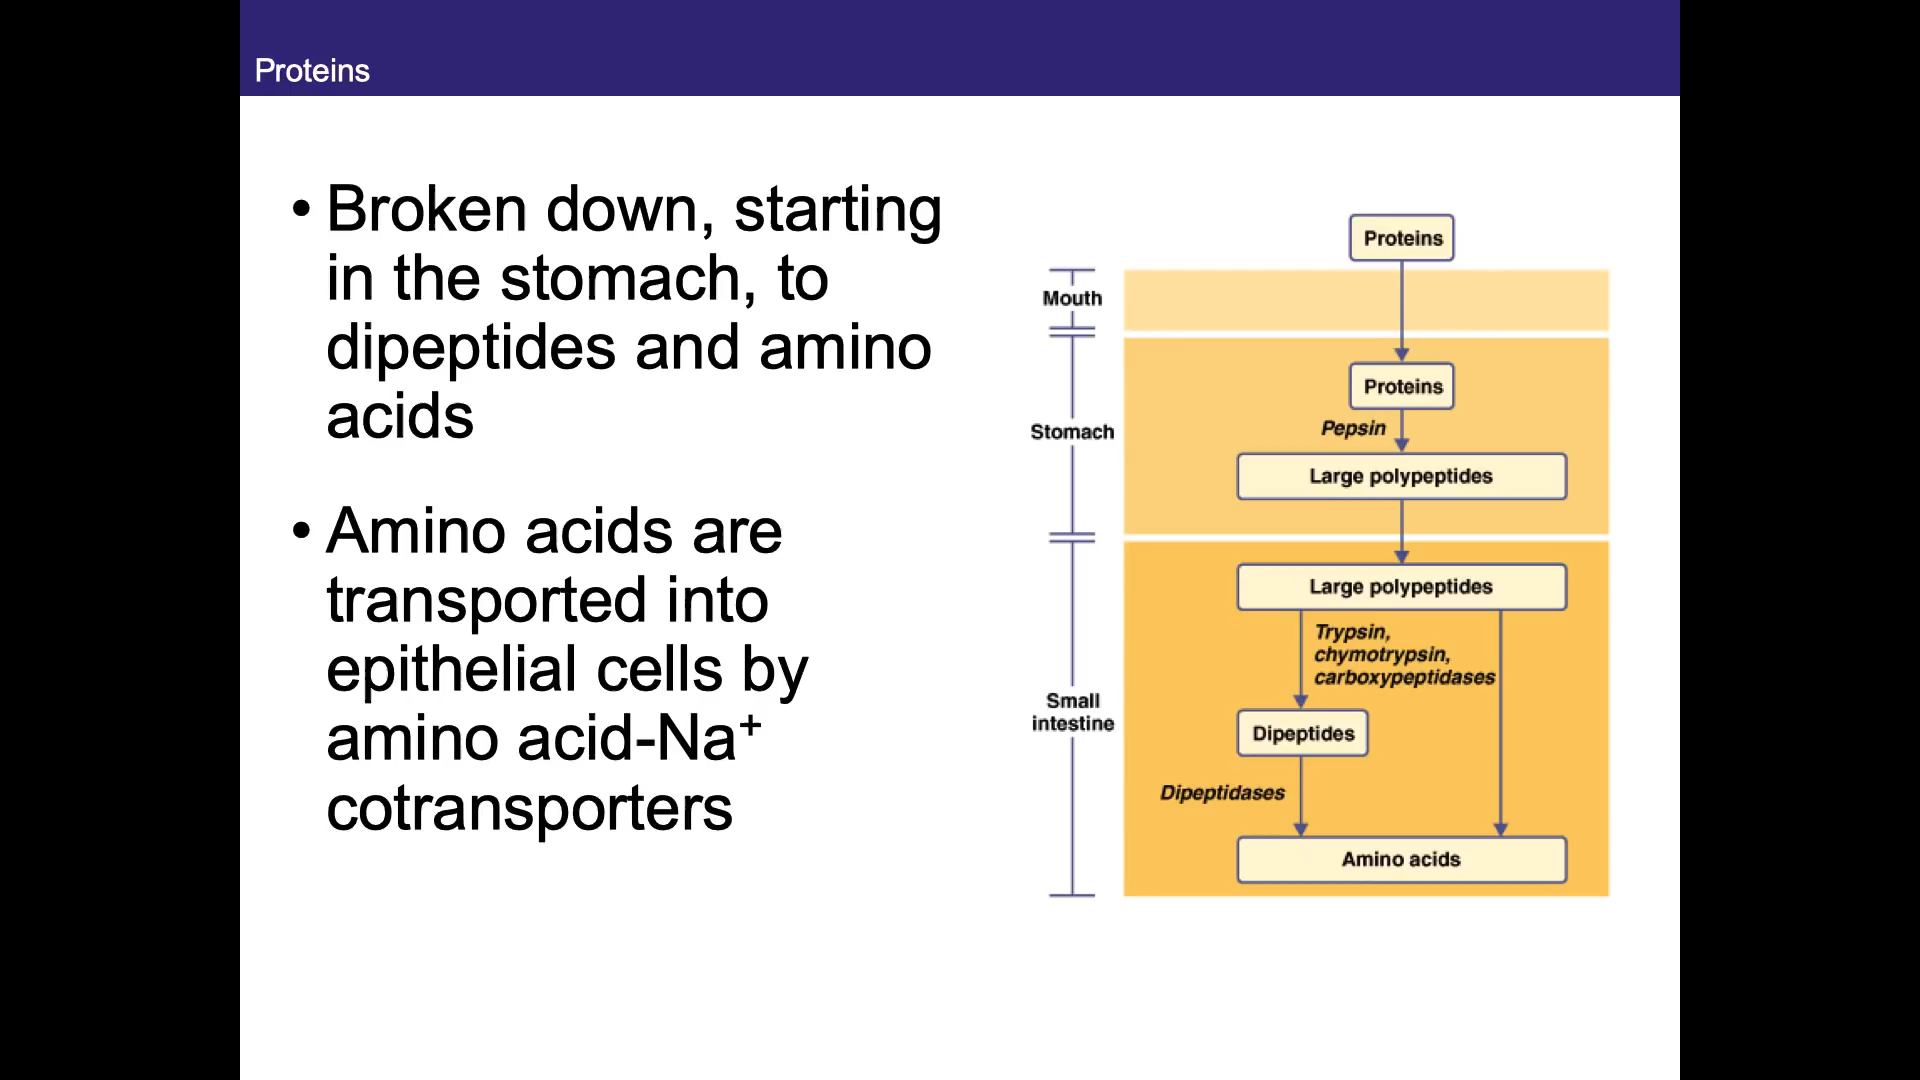 Proteins
• Broken down, starting
in the stomach, to
dipeptides and amino
acids
• Amino acids are
transported into
epithelial cells by
amino acid-Na⁺
cotransporters
Proteins
Mouth
Proteins
Pepsin
Stomach
Large polypeptides
Large polypeptides
Trypsin,
chymotrypsin,
carboxypeptidases
Small
intestine
Dipeptides
Dipeptidases
Amino acids